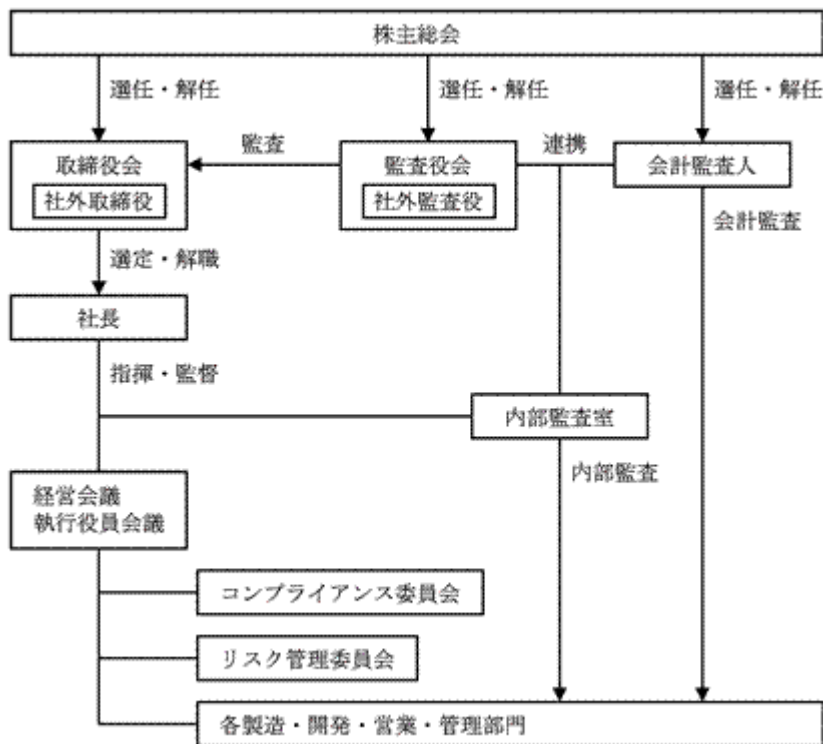 株主総会
選任・解任
選任・解任
選任・解任
取締役会
社外取締役
監査
監査役会
社外監査役
連携
会計監査人
会計監査
選定・解職
社長
指揮・監督
内部監査室
内部監査
経営会議
執行役員会議
コンプライアンス委員会
リスク管理委員会
各製造・開発・営業・管理部門